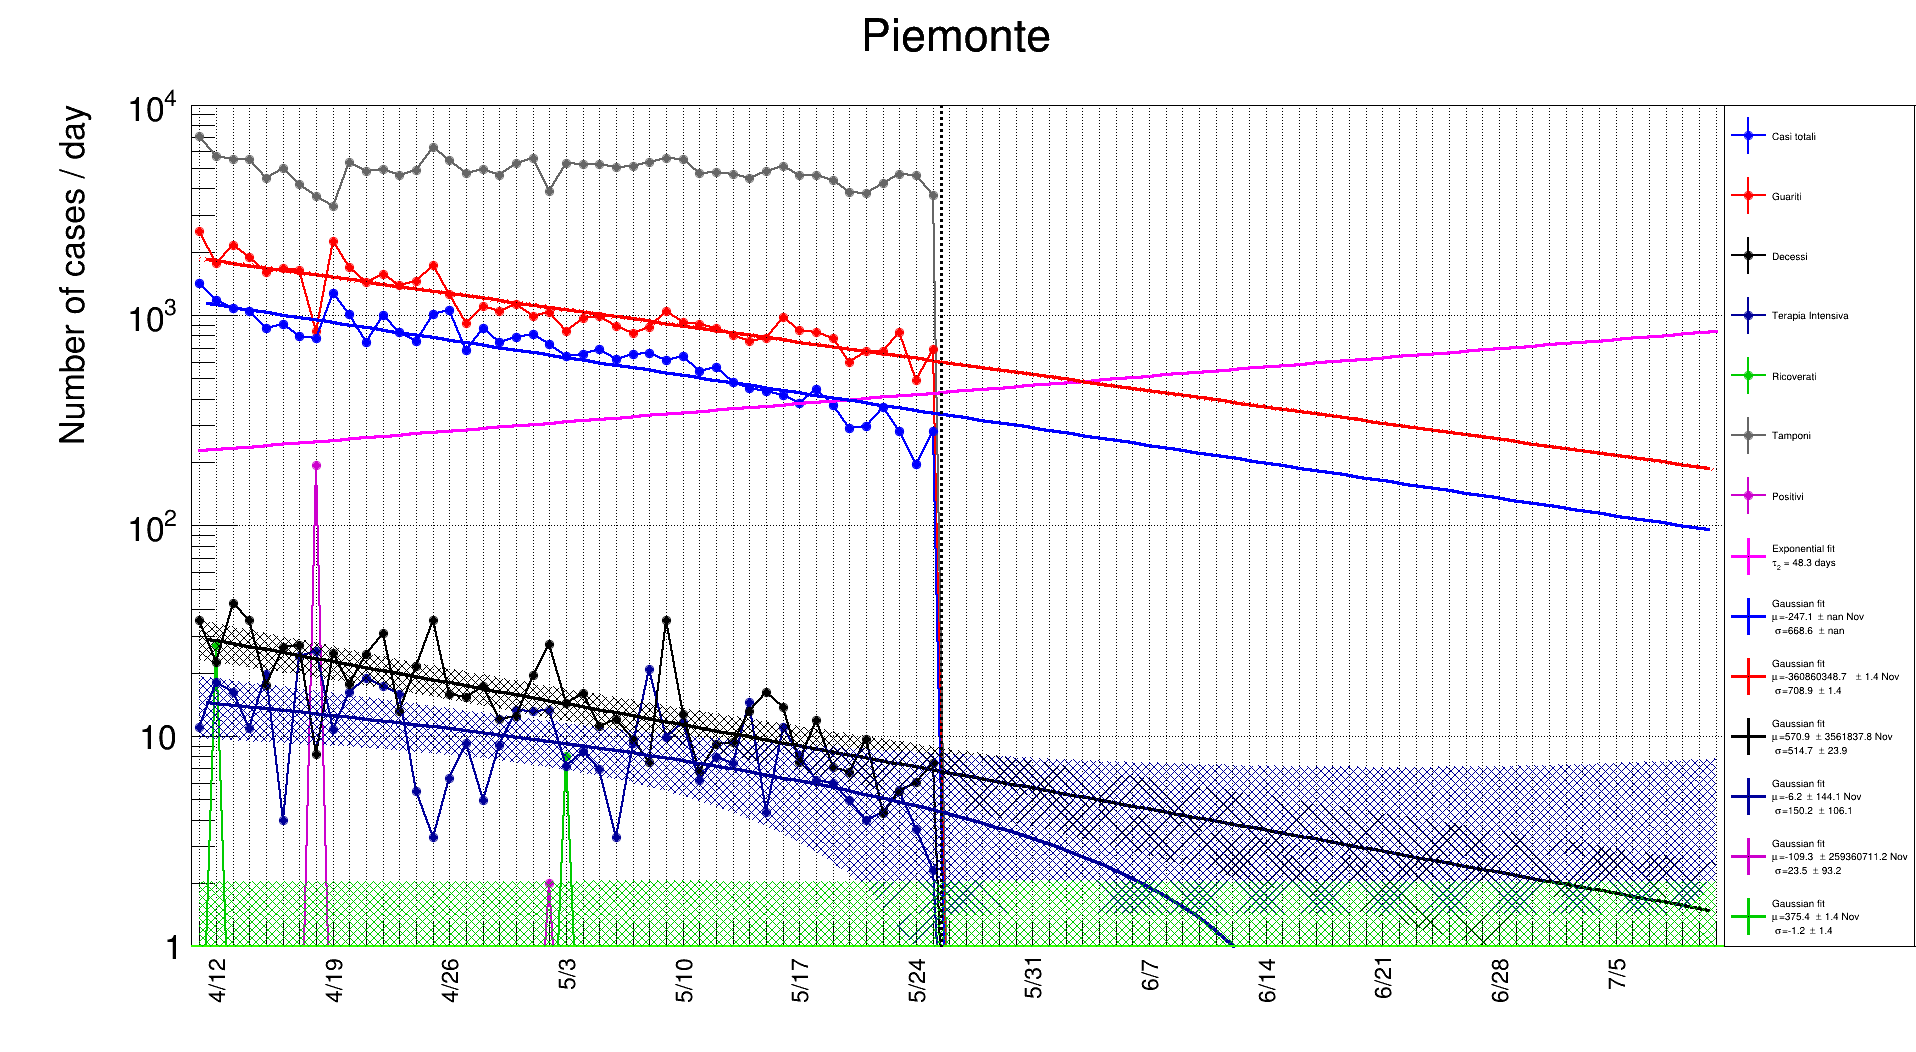 Piemonte
Number of cases / day
10^4
10^3
10^2
10
1
4/12
4/19
4/26
5/3
5/10
5/17
5/24
5/31
6/7
6/14
6/21
6/28
7/5
Casi totali
Guariti
Decessi
Terapia Intensiva
Ricoverati
Tamponi
Positivi
Exponential fit
τ_2 = 48.3 days
Gaussian fit
μ=-247.1 ± nan Nov
σ=668.6 ± nan
Gaussian fit
μ=-360860348.7 ± 1.4 Nov
σ=708.9 ± 1.4
Gaussian fit
μ=570.9 ± 3561837.8 Nov
σ=514.7 ± 23.9
Gaussian fit
μ=-6.2 ± 144.1 Nov
σ=150.2 ± 106.1
Gaussian fit
μ=-109.3 ± 259360711.2 Nov
σ=23.5 ± 93.2
Gaussian fit
μ=375.4 ± 1.4 Nov
σ=-1.2 ± 1.4